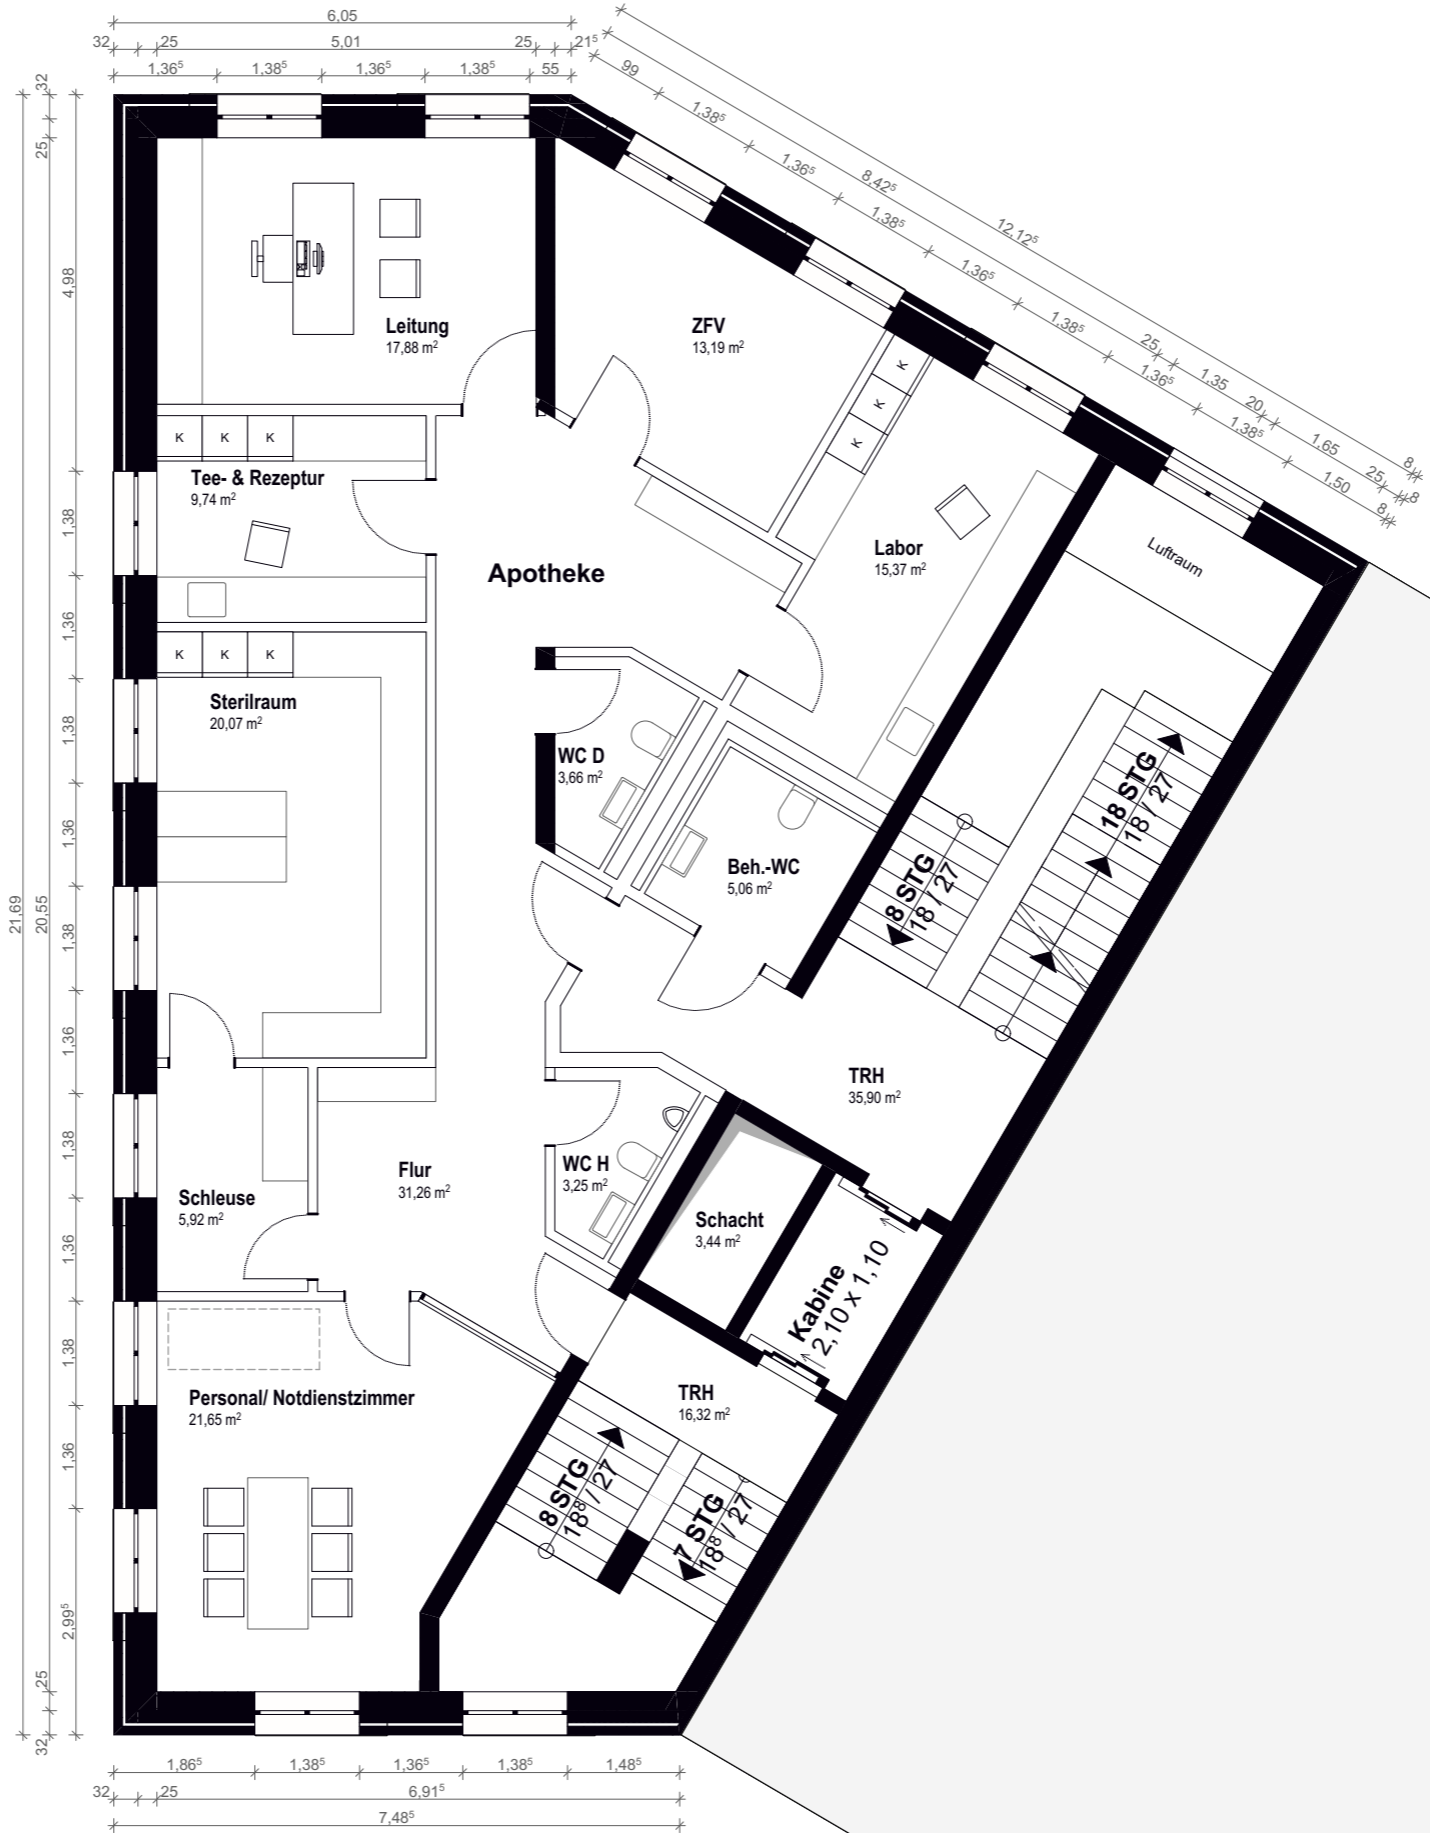 6,05
32
25
5,01
25
21⁵
1,36⁵
1,38⁵
1,36⁵
1,38⁵
55
99
1,38⁵
1,36⁵
1,38⁵
1,36⁵
1,38⁵
1,36⁵
1,38⁵
1,50
8
8,42⁵
25
1,35
20
1,65
25
8
12,12⁵
8
32
25
4,98
1,38
1,36
1,38
1,36
1,38
1,36
1,38
1,36
1,38
1,36
2,99⁵
21,69
20,55
25
32
Leitung
17,88 m²
ZFV
13,19 m²
K
K
K
K
K
K
Tee- & Rezeptur
9,74 m²
Labor
15,37 m²
Luftraum
Apotheke
K
K
K
Sterilraum
20,07 m²
WC D
3,66 m²
18 STG
18 / 27
Beh.-WC
5,06 m²
8 STG
18 / 27
TRH
35,90 m²
Flur
31,26 m²
WC H
3,25 m²
Schleuse
5,92 m²
Schacht
3,44 m²
Kabine
2,10 x 1,10
Personal/ Notdienstzimmer
21,65 m²
TRH
16,32 m²
8 STG
18⁸ / 27
7 STG
18⁸ / 27
1,86⁵
1,38⁵
1,36⁵
1,38⁵
1,48⁵
32
25
6,91⁵
7,48⁵